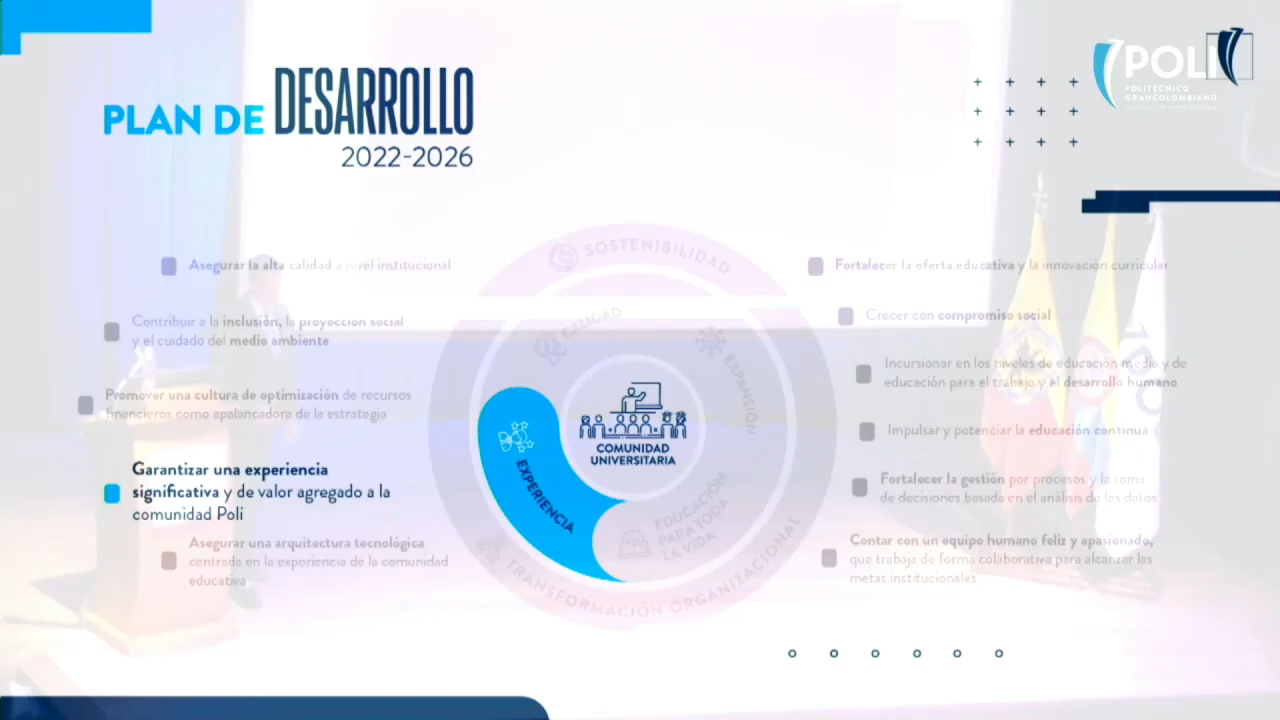 PLAN DE DESARROLLO
2022-2026
POLI
POLITÉCNICO
GRANCOLOMBIANO
Asegurar la alta calidad a nivel institucional
Contribuir a la inclusión, la proyección social
y el cuidado del medio ambiente
Promover una cultura de optimización de recursos
financieros como apalancadora de la estrategia
Garantizar una experiencia
significativa y de valor agregado a la
comunidad Poli
Asegurar una arquitectura tecnológica
centrada en la experiencia de la comunidad
educativa
SOSTENIBILIDAD
CALIDAD
EXPANSIÓN
COMUNIDAD
UNIVERSITARIA
EXPERIENCIA
EDUCACIÓN
PARA TODA
LA VIDA
TRANSFORMACIÓN ORGANIZACIONAL
Fortalecer la oferta educativa y la innovación curricular
Crecer con compromiso social
Incursionar en los niveles de educación media y de
educación para el trabajo y el desarrollo humano
Impulsar y potenciar la educación continua
Fortalecer la gestión por procesos y la toma
de decisiones basada en el análisis de los datos
Contar con un equipo humano feliz y apasionado,
que trabaja de forma colaborativa para alcanzar las
metas institucionales